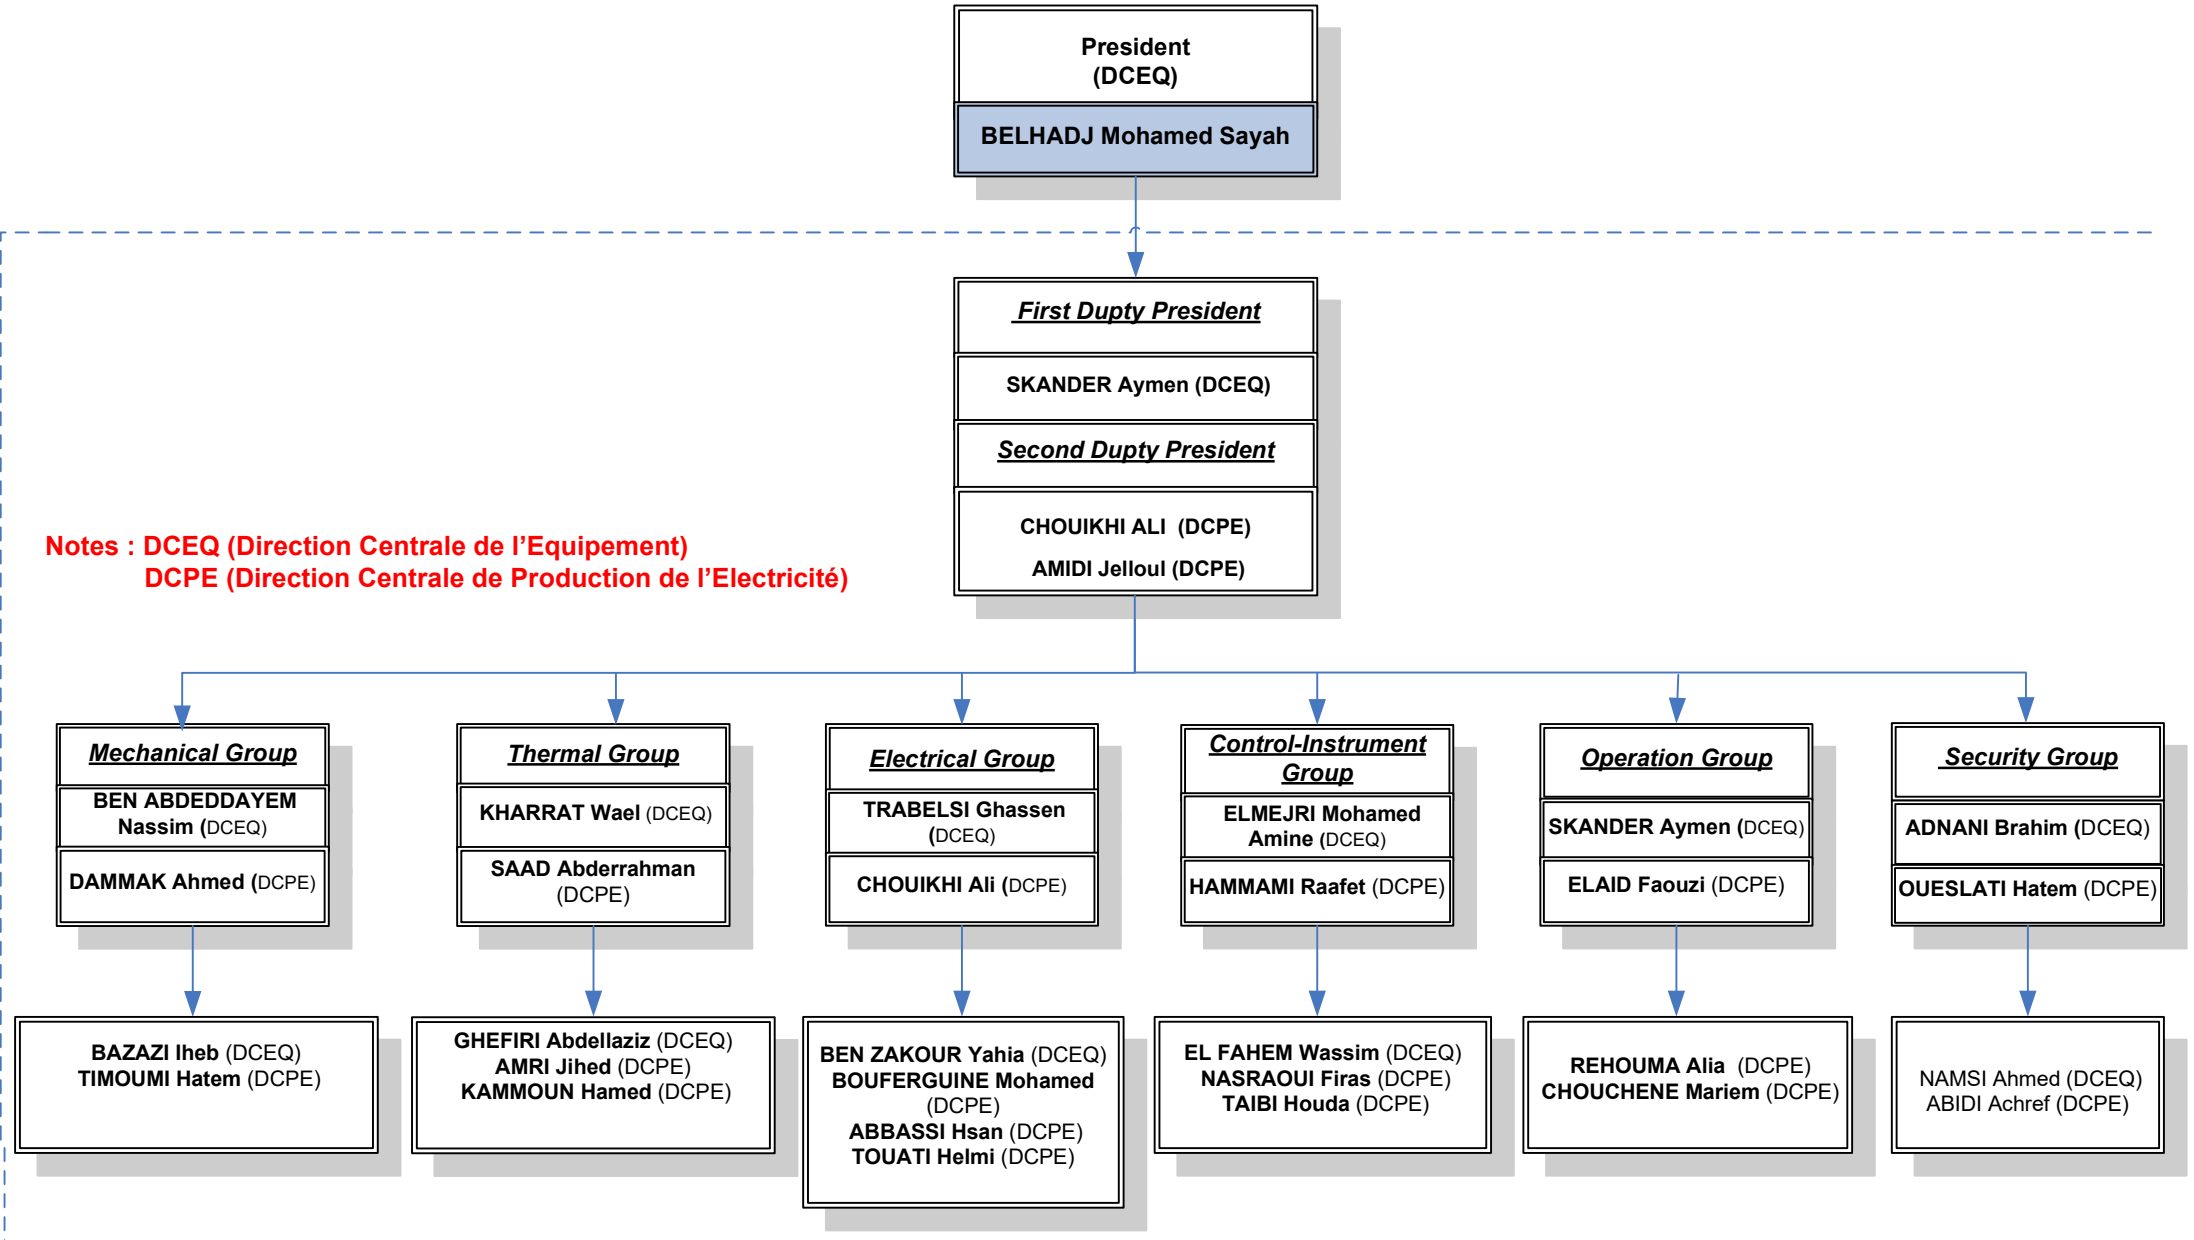 President
(DCEQ)
BELHADJ Mohamed Sayah
First Dupty President
SKANDER Aymen (DCEQ)
Second Dupty President
CHOUIKHI ALI (DCPE)
AMIDI Jelloul (DCPE)
Notes : DCEQ (Direction Centrale de l’Equipement)
DCPE (Direction Centrale de Production de l’Electricité)
Mechanical Group
BEN ABDEDDAYEM
Nassim (DCEQ)
DAMMAK Ahmed (DCPE)
BAZAZI Iheb (DCEQ)
TIMOUMI Hatem (DCPE)
Thermal Group
KHARRAT Wael (DCEQ)
SAAD Abderrahman
(DCPE)
GHEFIRI Abdellaziz (DCEQ)
AMRI Jihed (DCPE)
KAMMOUN Hamed (DCPE)
Electrical Group
TRABELSI Ghassen
(DCEQ)
CHOUIKHI Ali (DCPE)
BEN ZAKOUR Yahia (DCEQ)
BOUFERGUINE Mohamed
(DCPE)
ABBASSI Hsan (DCPE)
TOUATI Helmi (DCPE)
Control-Instrument
Group
ELMEJRI Mohamed
Amine (DCEQ)
HAMMAMI Raafet (DCPE)
EL FAHEM Wassim (DCEQ)
NASRAOUI Firas (DCPE)
TAIBI Houda (DCPE)
Operation Group
SKANDER Aymen (DCEQ)
ELAID Faouzi (DCPE)
REHOUMA Alia (DCPE)
CHOUCHENE Mariem (DCPE)
Security Group
ADNANI Brahim (DCEQ)
OUESLATI Hatem (DCPE)
NAMSI Ahmed (DCEQ)
ABIDI Achref (DCPE)